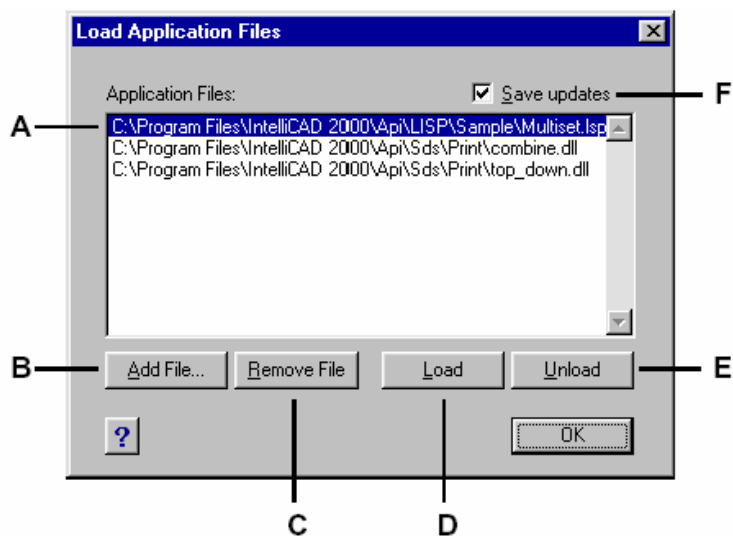 Load Application Files
Application Files:
Save updates
F
A
C:\Program Files\IntelliCAD 2000\Api\LISP\Sample\Multiset.lsp
C:\Program Files\IntelliCAD 2000\Api\Sds\Print\combine.dll
C:\Program Files\IntelliCAD 2000\Api\Sds\Print\top_down.dll
B
Add File...
Remove File
Load
Unload
E
?
OK
C
D